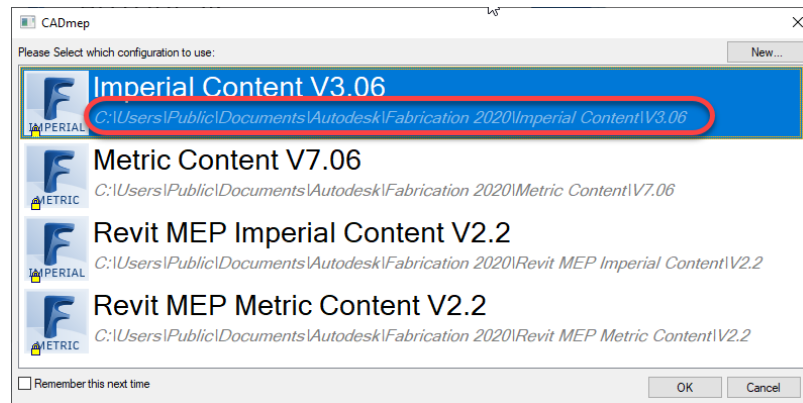 CADmep
Please Select which configuration to use:
New...
Imperial Content V3.06
IMPERIAL
C:\Users\Public\Documents\Autodesk\Fabrication 2020\Imperial Content\V3.06
Metric Content V7.06
METRIC
C:\Users\Public\Documents\Autodesk\Fabrication 2020\Metric Content\V7.06
Revit MEP Imperial Content V2.2
IMPERIAL
C:\Users\Public\Documents\Autodesk\Fabrication 2020\Revit MEP Imperial Content\V2.2
Revit MEP Metric Content V2.2
METRIC
C:\Users\Public\Documents\Autodesk\Fabrication 2020\Revit MEP Metric Content\V2.2
Remember this next time
OK
Cancel